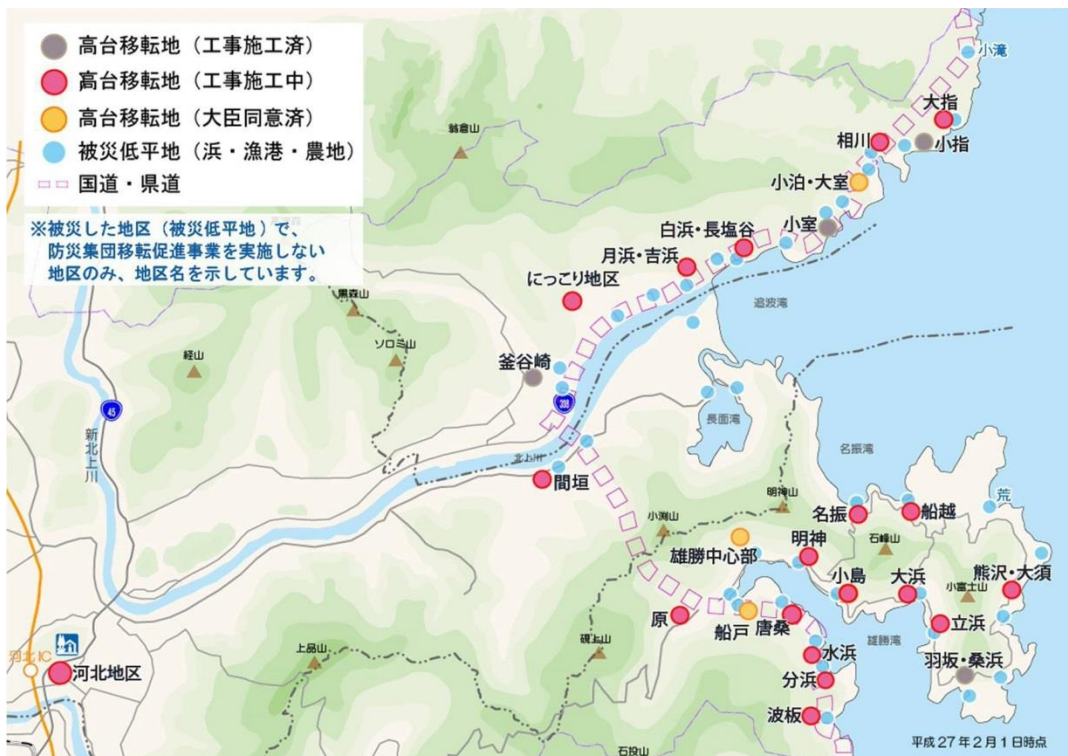 高台移転地（工事施工済）
高台移転地（工事施工中）
高台移転地（大臣同意済）
被災低平地（浜・漁港・農地）
国道・県道
※被災した地区（被災低平地）で、
防災集団移転促進事業を実施しない
地区のみ、地区名を示しています。
小滝
大指
小指
相川
翁倉山
小泊・大室
小室
白浜・長塩谷
月浜・吉浜
にっこり地区
追波湾
黒森山
ソロミ山
経山
釜谷崎
398
45
新北上川
長面湾
北上川
間垣
名振湾
明神山
小渕山
名振
船越
荒
雄勝中心部
明神
石峰山
小島
大浜
熊沢・大須
小富士山
原
船戸
唐桑
立浜
雄勝湾
硯上山
上品山
水浜
分浜
羽坂・桑浜
波板
石投山
河北IC
河北地区
平成27年2月1日時点